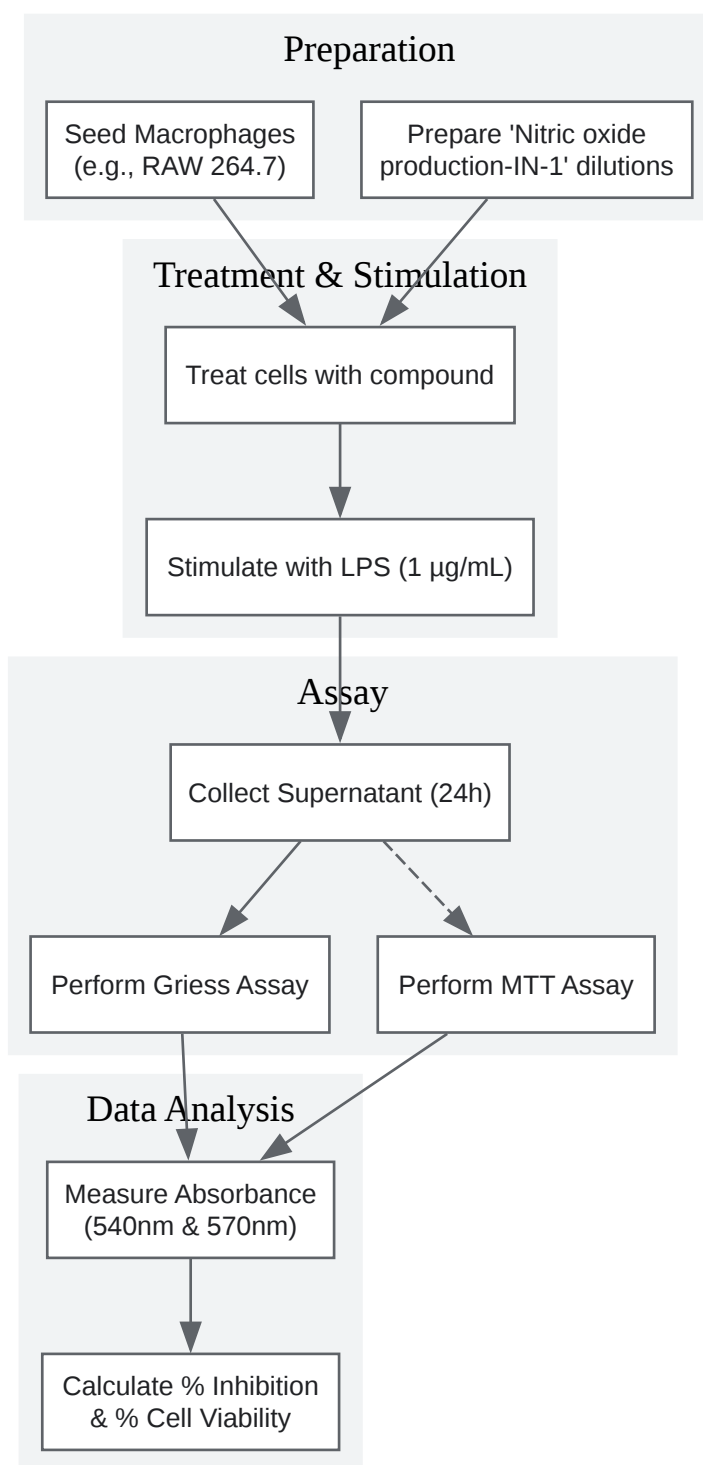 Preparation
Seed Macrophages
(e.g., RAW 264.7)
Prepare 'Nitric oxide
production-IN-1' dilutions
Treatment & Stimulation
Treat cells with compound
Stimulate with LPS (1 µg/mL)
Assay
Collect Supernatant (24h)
Perform Griess Assay
Perform MTT Assay
Data Analysis
Measure Absorbance
(540nm & 570nm)
Calculate % Inhibition
& % Cell Viability